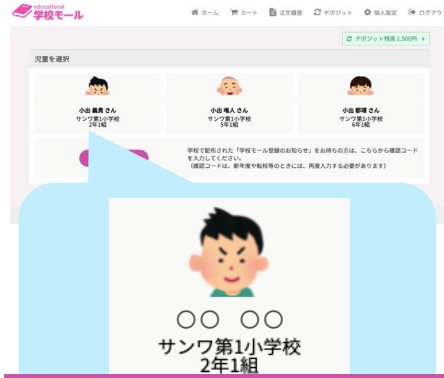 educational
学校モール
ホーム カート 注文履歴 デポジット 個人設定 ログアウ
デポジット残高 1,500円
児童を選択
小出 義貴 さん
サンワ第1小学校
2年1組
小出 唯人 さん
サンワ第1小学校
5年1組
小出 都環 さん
サンワ第1小学校
6年1組
学校で配布された「学校モール登録のお知らせ」をお持ちの方は、こちらから確認コード
を入力してください。
(確認コードは、新年度や転校等のときには、再度入力する必要があります)
○○ ○○
サンワ第1小学校
2年1組